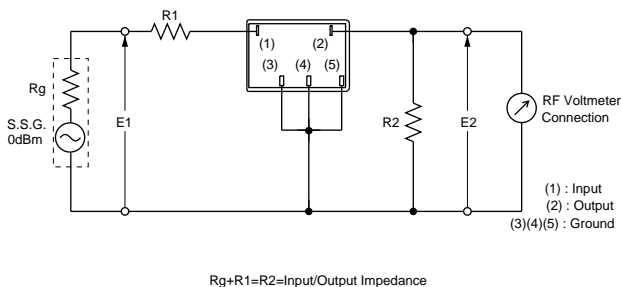 R1
(1) (2)
(3) (4) (5)
Rg
S.S.G.
0dBm
E1
R2
E2
RF Voltmeter
Connection
(1) : Input
(2) : Output
(3)(4)(5) : Ground
Rg+R1=R2=Input/Output Impedance